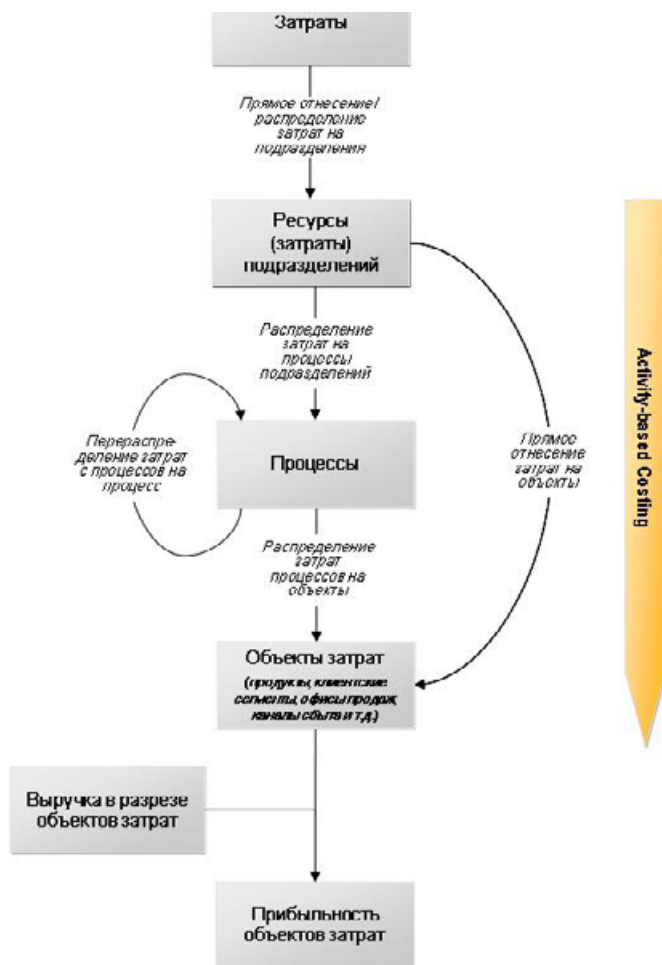 Затраты
Прямое отнесение/
распределение
затрат на
подразделения
Ресурсы
(затраты)
подразделений
Распределение
затрат на
процессы
подразделений
Перераспре-
деление затрат
с процессов на
процесс
Процессы
Прямое
отнесение
затрат на
объекты
Activity-based Costing
Распределение
затрат
процессов на
объекты
Объекты затрат
(продукты, клиентские
сегменты, офисы продаж,
каналы сбыта и т.д.)
Выручка в разрезе
объектов затрат
Прибыльность
объектов затрат